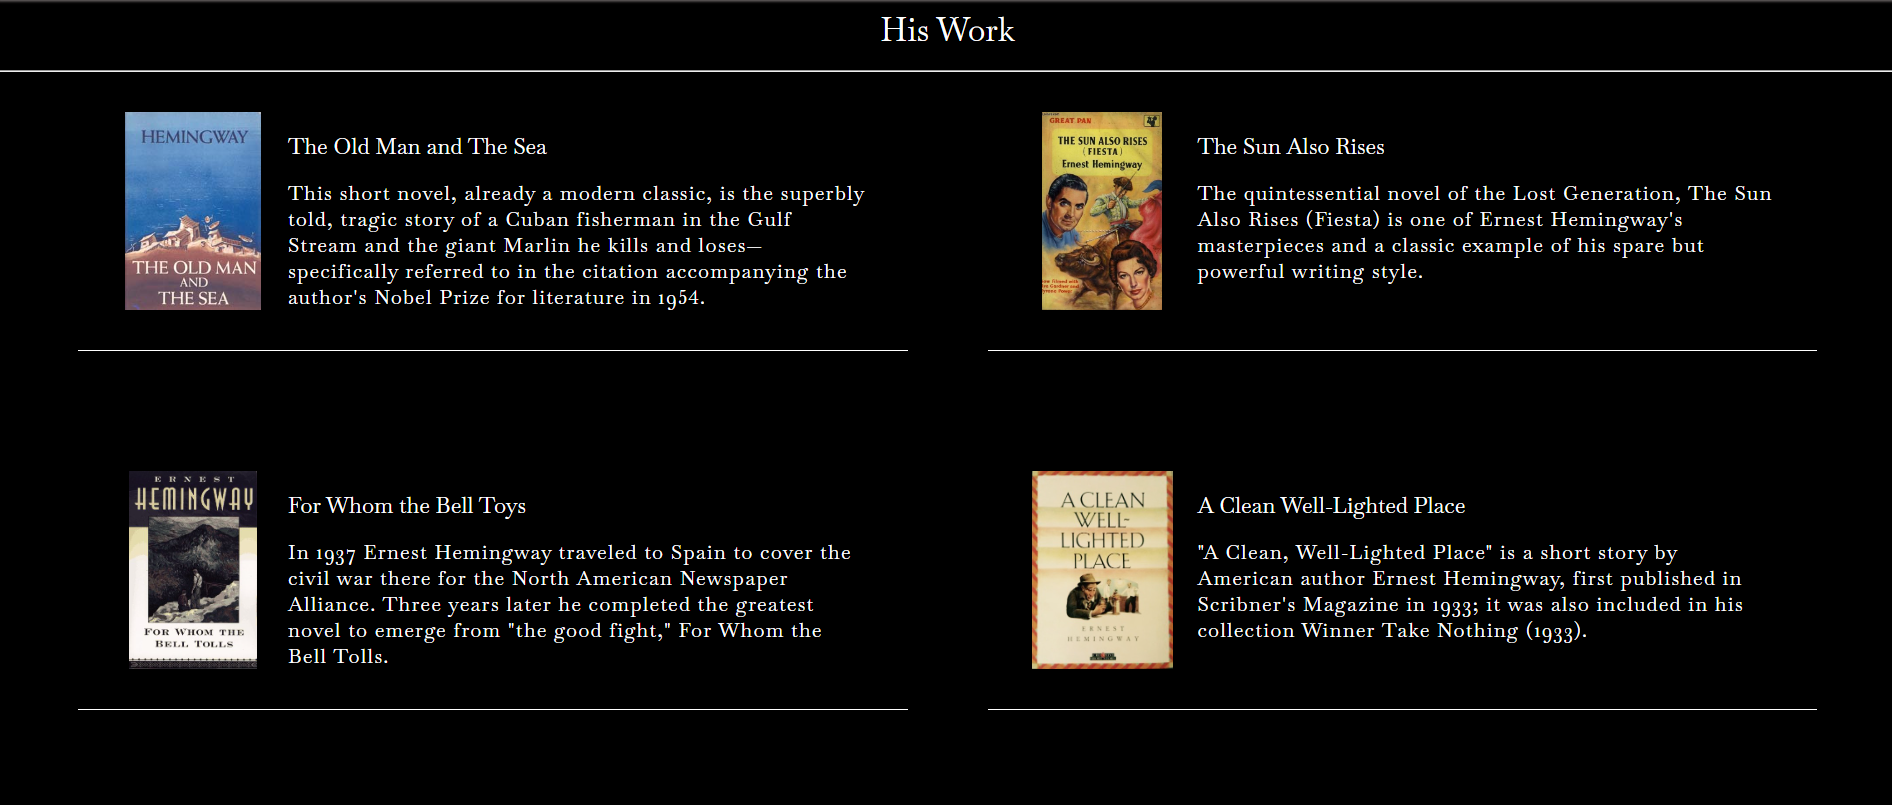 His Work
HEMINGWAY
THE OLD MAN
AND
THE SEA
The Old Man and The Sea
This short novel, already a modern classic, is the superbly
told, tragic story of a Cuban fisherman in the Gulf
Stream and the giant Marlin he kills and loses—
specifically referred to in the citation accompanying the
author's Nobel Prize for literature in 1954.
GREAT PAN
THE SUN ALSO RISES
(FIESTA)
Ernest Hemingway
The Sun Also Rises
The quintessential novel of the Lost Generation, The Sun
Also Rises (Fiesta) is one of Ernest Hemingway's
masterpieces and a classic example of his spare but
powerful writing style.
ERNEST
HEMINGWAY
FOR WHOM THE
BELL TOLLS
For Whom the Bell Toys
In 1937 Ernest Hemingway traveled to Spain to cover the
civil war there for the North American Newspaper
Alliance. Three years later he completed the greatest
novel to emerge from "the good fight," For Whom the
Bell Tolls.
A CLEAN
WELL-
LIGHTED
PLACE
ERNEST
HEMINGWAY
A Clean Well-Lighted Place
"A Clean, Well-Lighted Place" is a short story by
American author Ernest Hemingway, first published in
Scribner's Magazine in 1933; it was also included in his
collection Winner Take Nothing (1933).